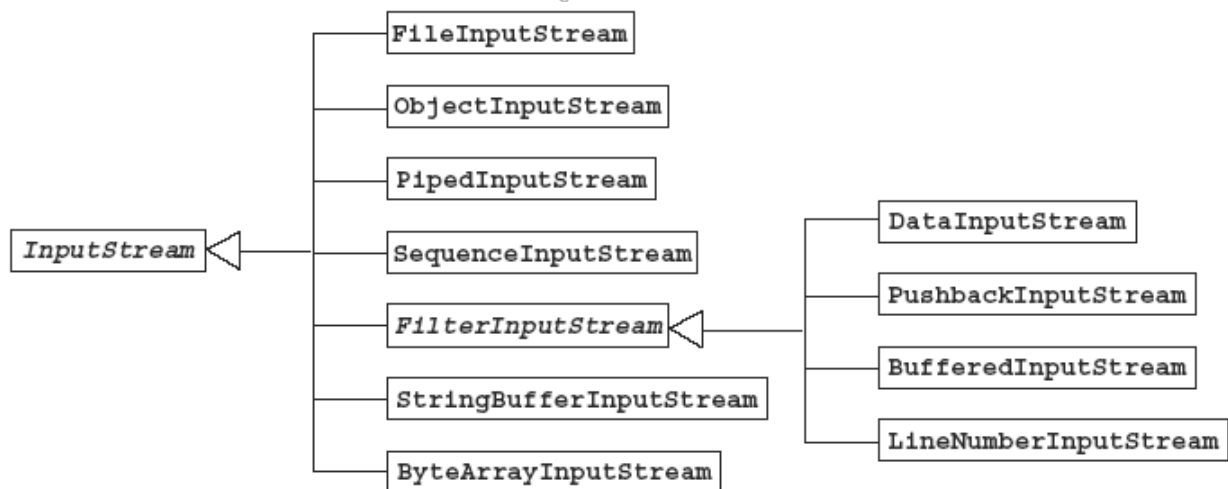 FileInputStream
ObjectInputStream
PipedInputStream
InputStream
SequenceInputStream
FilterInputStream
StringBufferInputStream
ByteArrayInputStream
DataInputStream
PushbackInputStream
BufferedInputStream
LineNumberInputStream